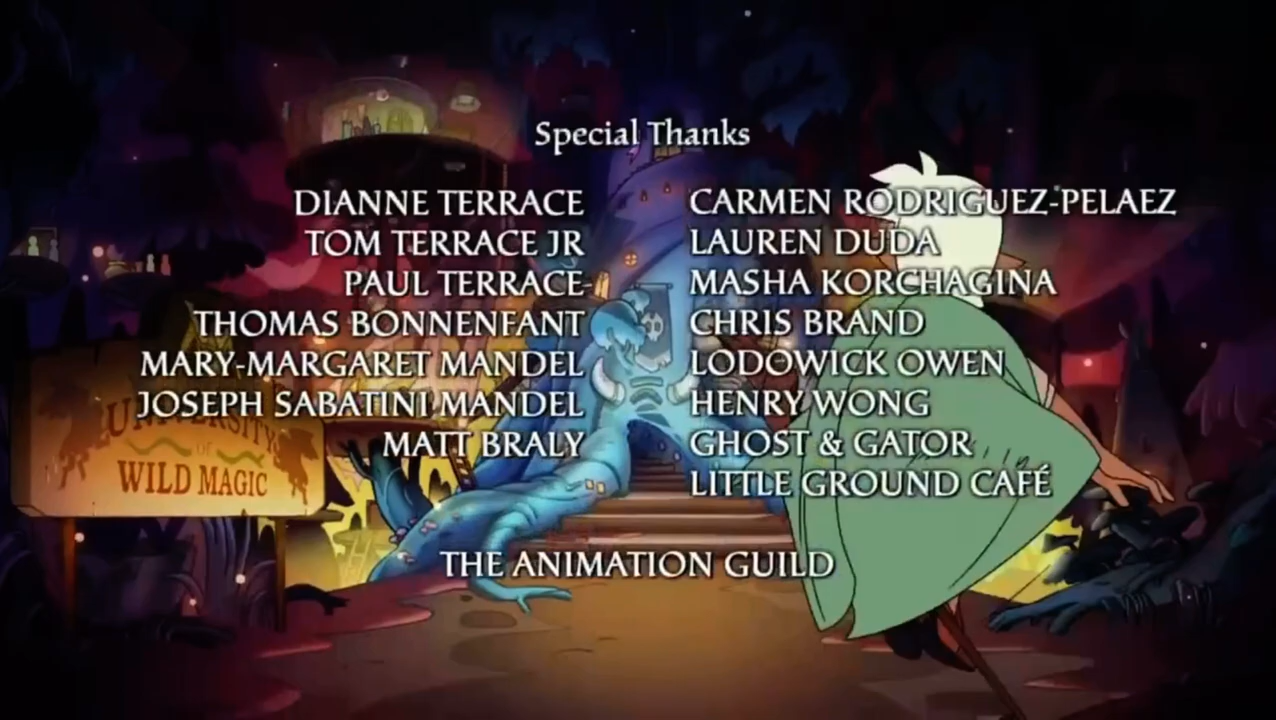 Special Thanks
DIANNE TERRACE
TOM TERRACE JR
PAUL TERRACE
THOMAS BONNENFANT
MARY-MARGARET MANDEL
JOSEPH SABATINI MANDEL
MATT BRALY
CARMEN RODRIGUEZ-PELAEZ
LAUREN DUDA
MASHA KORCHAGINA
CHRIS BRAND
LODOWICK OWEN
HENRY WONG
GHOST & GATOR
LITTLE GROUND CAFÉ
THE ANIMATION GUILD
UNIVERSITY
of
WILD MAGIC